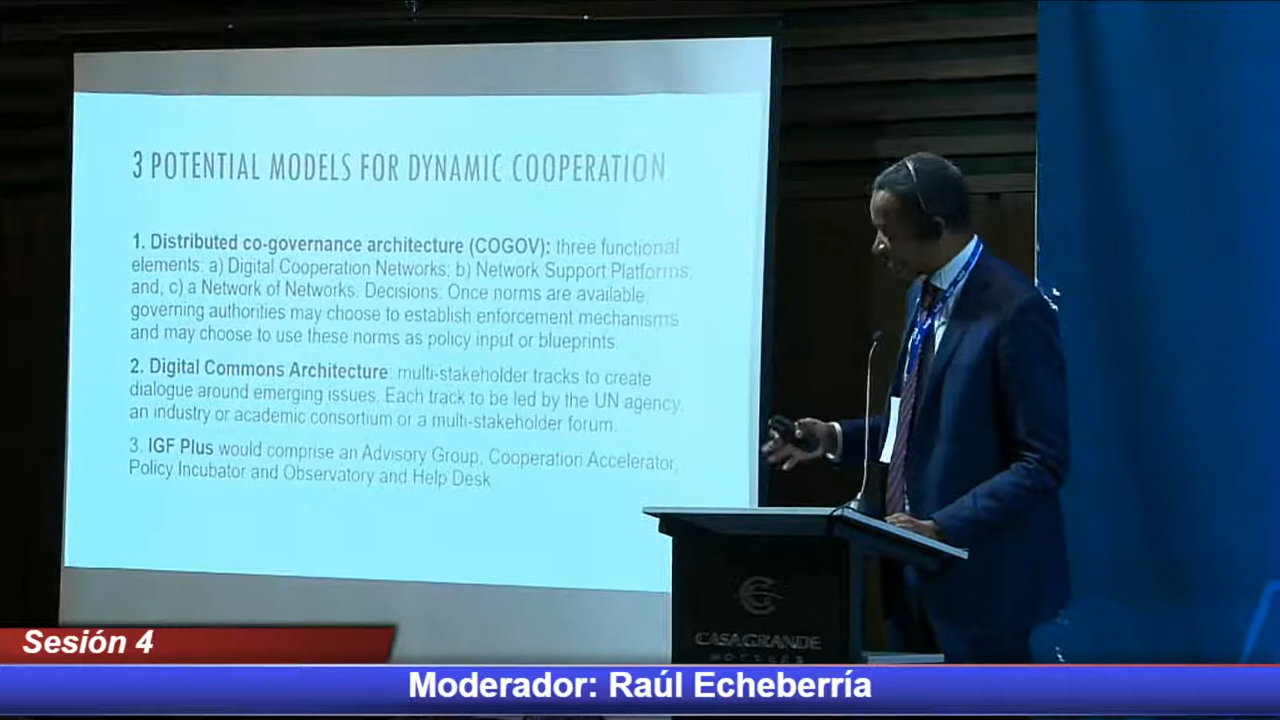 3 POTENTIAL MODELS FOR DYNAMIC COOPERATION
1. Distributed co-governance architecture (COGOV): three functional
elements: a) Digital Cooperation Networks; b) Network Support Platforms;
and, c) a Network of Networks. Decisions: Once norms are available,
governing authorities may choose to establish enforcement mechanisms
and may choose to use these norms as policy input or blueprints.
2. Digital Commons Architecture: multi-stakeholder tracks to create
dialogue around emerging issues. Each track to be led by the UN agency,
an industry or academic consortium or a multi-stakeholder forum.
3. IGF Plus would comprise an Advisory Group, Cooperation Accelerator,
Policy Incubator and Observatory and Help Desk
CASAGRANDE
Sesión 4
Moderador: Raúl Echeberría